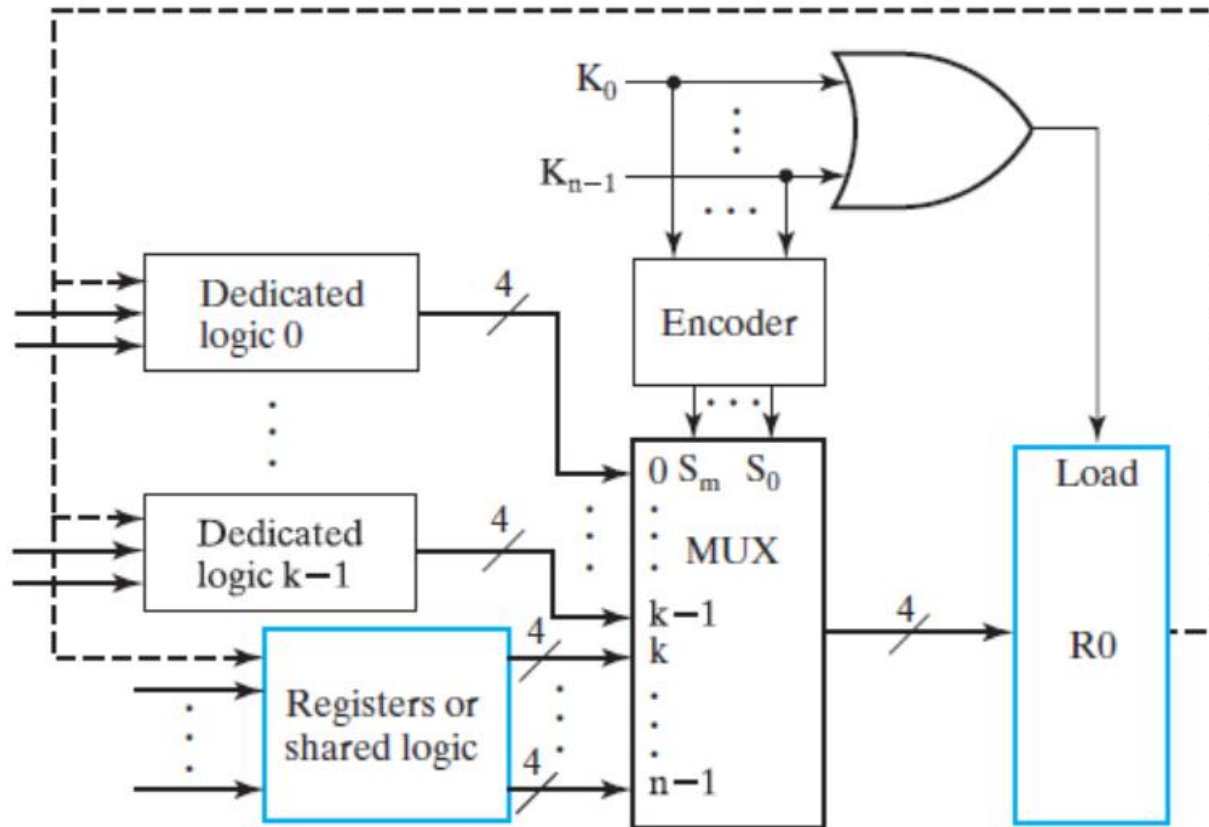 K0
Kn−1
Dedicated
logic 0
4
Encoder
Dedicated
logic k−1
4
0 Sm S0
MUX
k−1
k
n−1
Load
R0
4
Registers or
shared logic
4
4